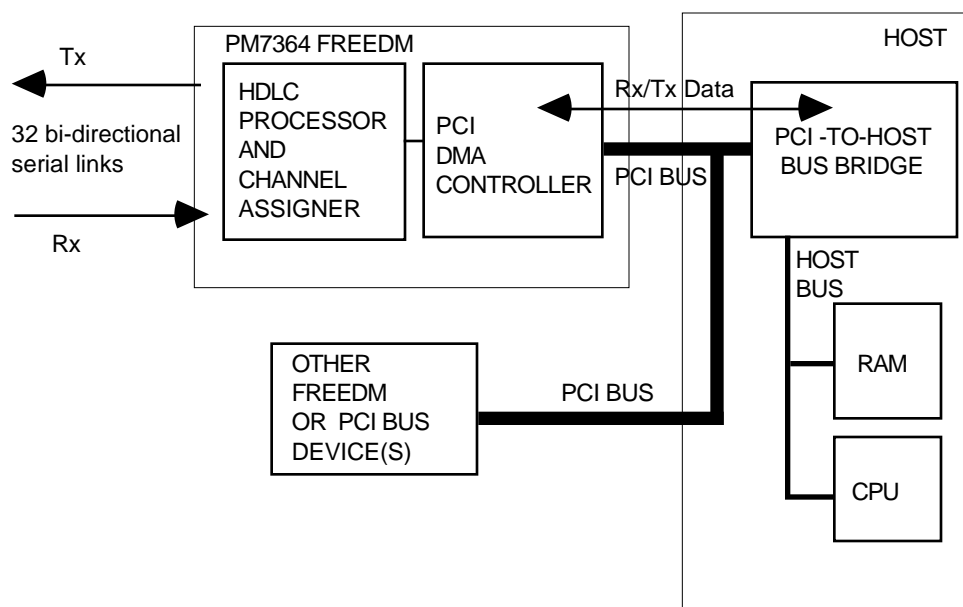 HOST
PM7364 FREEDM
Tx
32 bi-directional
serial links
Rx
HDLC
PROCESSOR
AND
CHANNEL
ASSIGNER
PCI
DMA
CONTROLLER
Rx/Tx Data
PCI BUS
PCI -TO-HOST
BUS BRIDGE
HOST
BUS
RAM
CPU
OTHER
FREEDM
OR PCI BUS
DEVICE(S)
PCI BUS